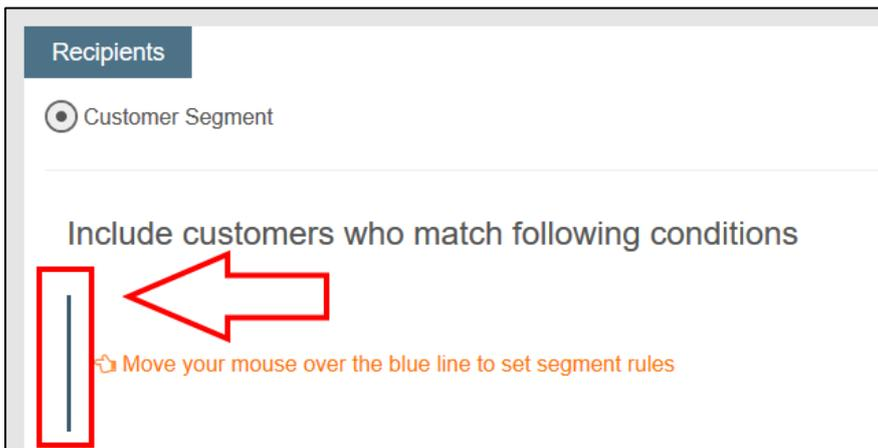 Recipients
Customer Segment
Include customers who match following conditions
Move your mouse over the blue line to set segment rules